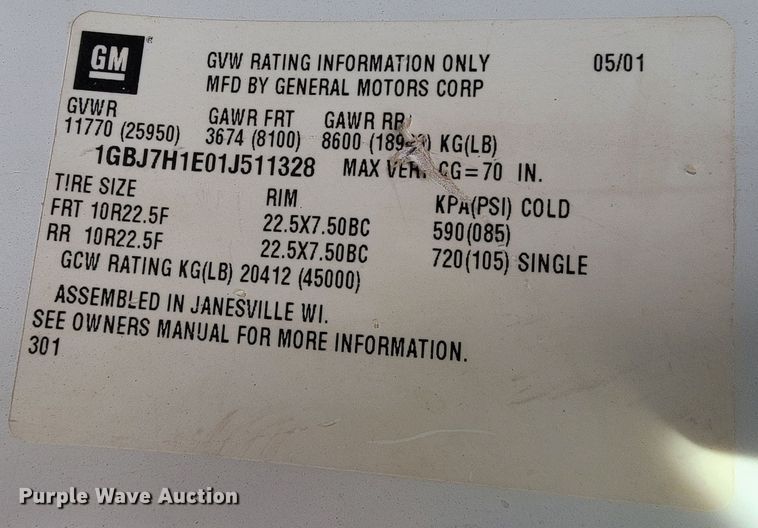 GM
GVW RATING INFORMATION ONLY 05/01
MFD BY GENERAL MOTORS CORP
GVWR GAWR FRT GAWR RR
11770 (25950) 3674 (8100) 8600 KG(LB)
1GBJ7H1E01J511328 MAX CG=70 IN.
TIRE SIZE RIM KPA(PSI) COLD
FRT 10R22.5F 22.5X7.50BC 590(085)
RR 10R22.5F 22.5X7.50BC 720(105) SINGLE
GCW RATING KG(LB) 20412 (45000)
ASSEMBLED IN JANESVILLE WI.
SEE OWNERS MANUAL FOR MORE INFORMATION.
301
Purple Wave Auction